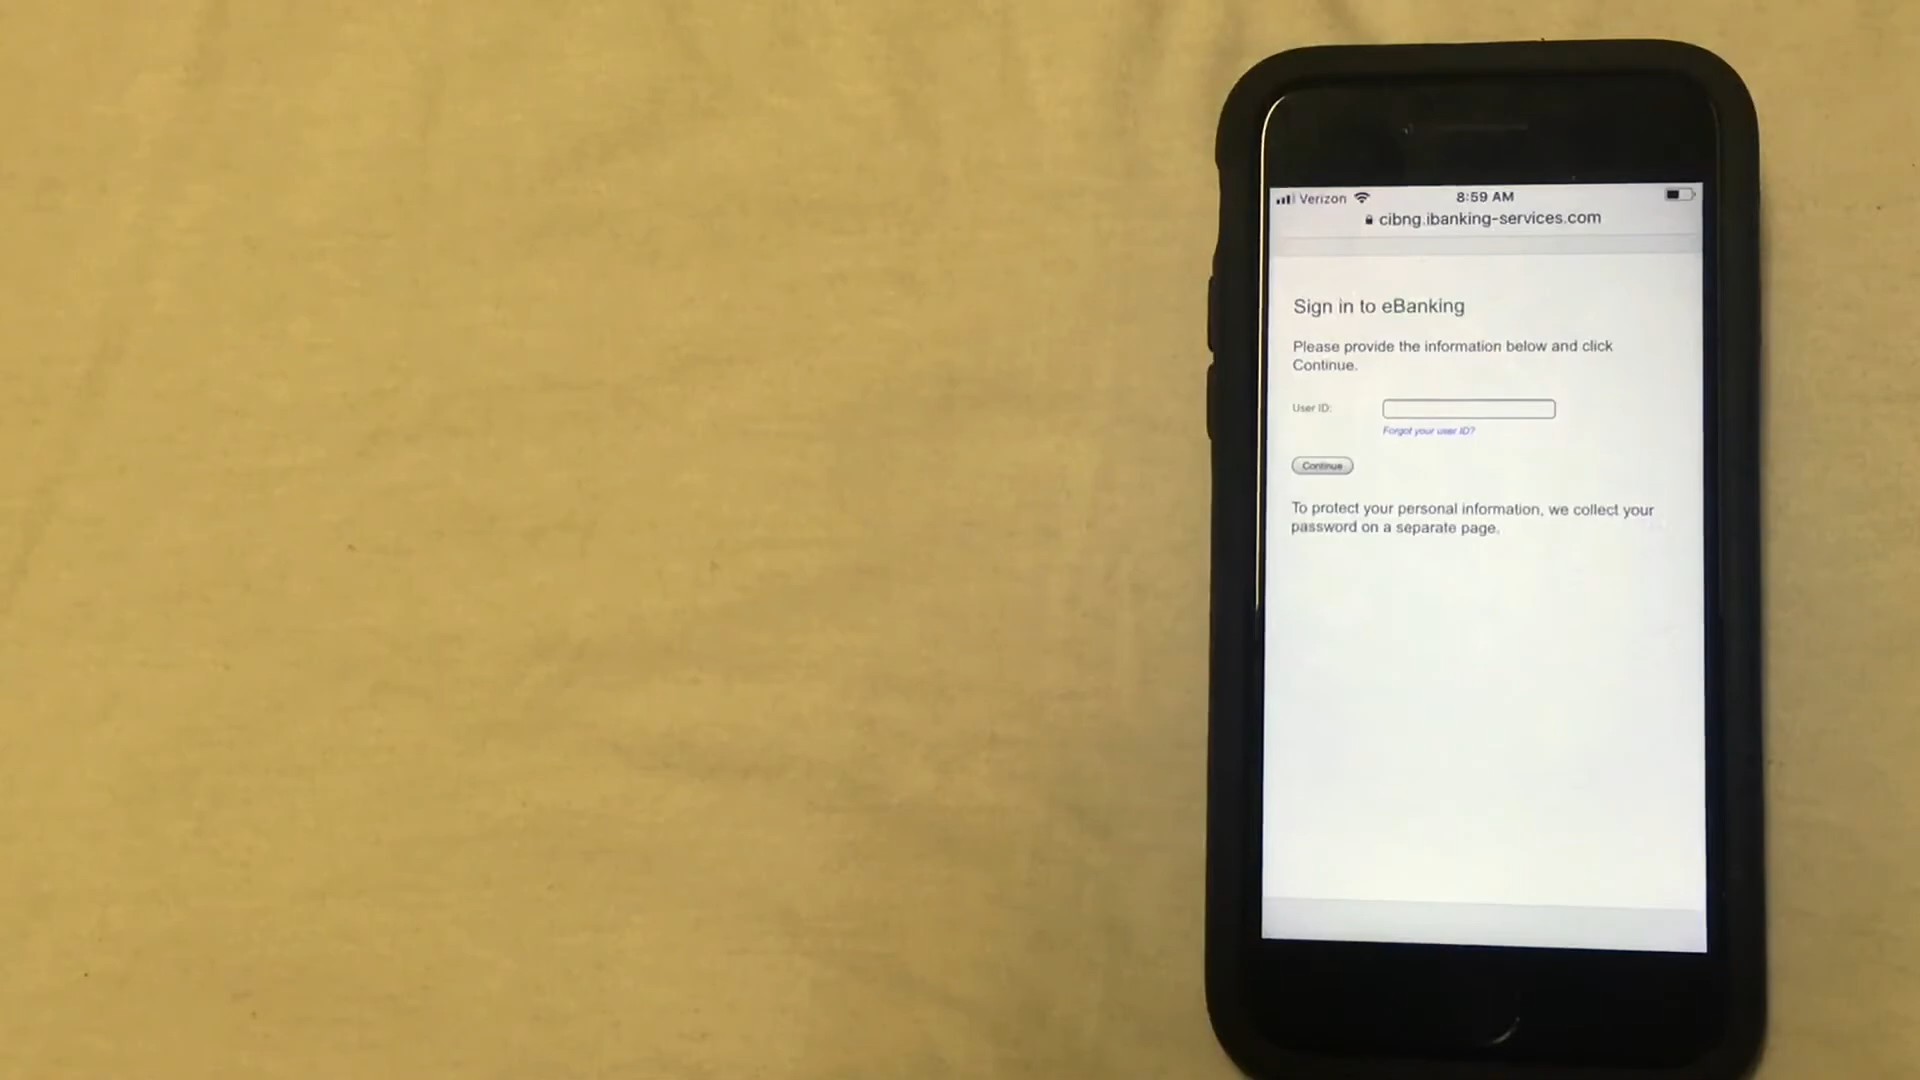 Verizon 8:59 AM
cibng.ibanking-services.com
Sign in to eBanking
Please provide the information below and click
Continue.
User ID:
Forgot your user ID?
Continue
To protect your personal information, we collect your
password on a separate page.